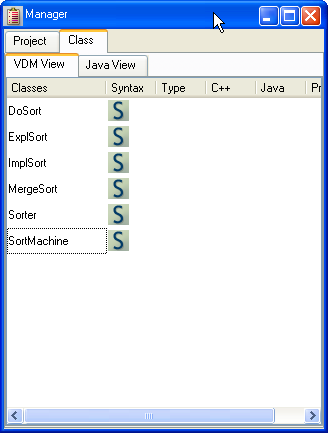 Manager
Project Class
VDM View Java View
Classes Syntax Type C++ Java Pr
DoSort S
ExplSort S
ImplSort S
MergeSort S
Sorter S
SortMachine S